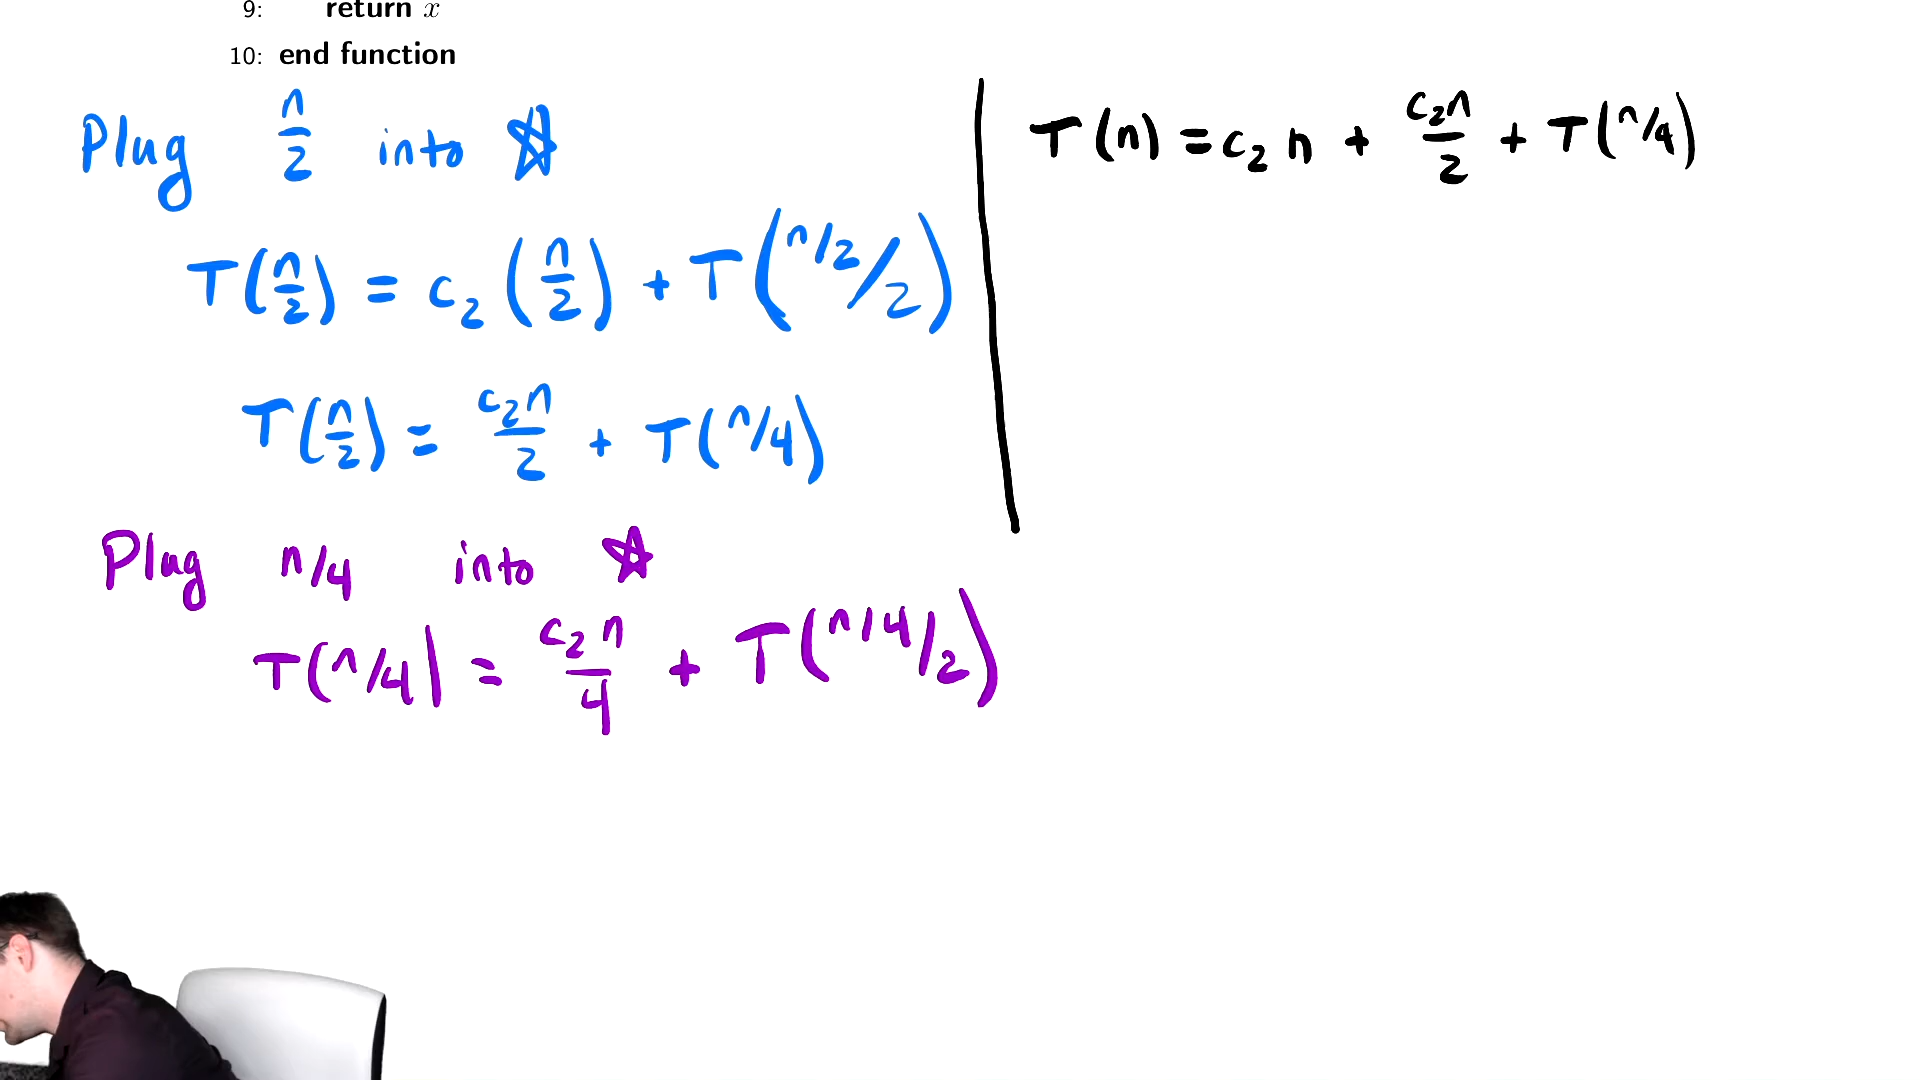 9: return x
10: end function
Plug n/2 into ☆
T(n/2) = c₂(n/2) + T(n/2/2)
T(n/2) = c₂n/2 + T(n/4)
Plug n/4 into ☆
T(n/4) = c₂n/4 + T(n/4/2)
T(n) = c₂n + c₂n/2 + T(n/4)